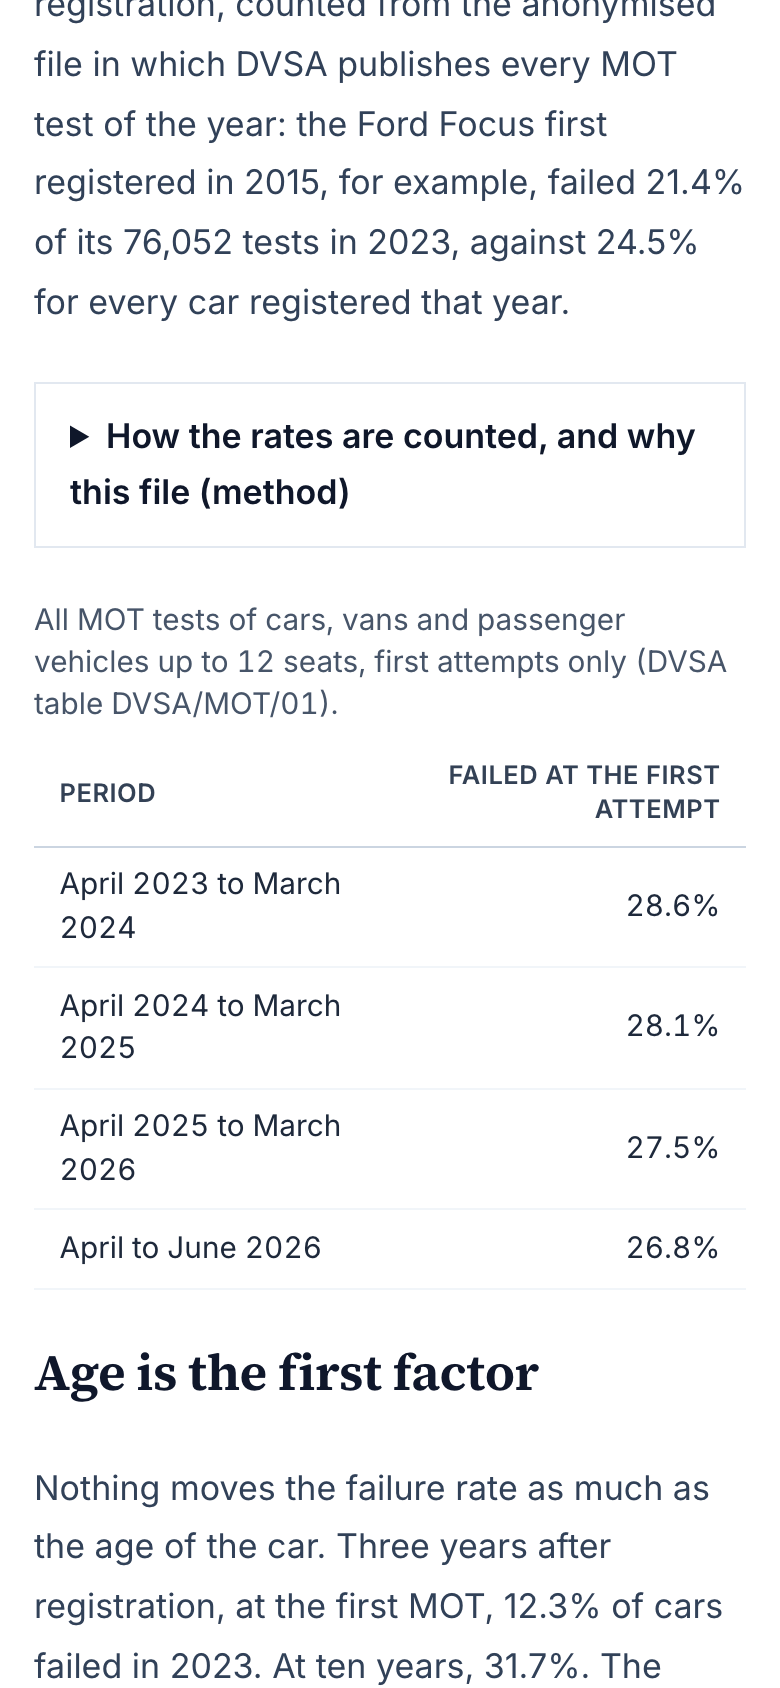 registration, counted from the anonymised
file in which DVSA publishes every MOT
test of the year: the Ford Focus first
registered in 2015, for example, failed 21.4%
of its 76,052 tests in 2023, against 24.5%
for every car registered that year.
▶ How the rates are counted, and why
this file (method)
All MOT tests of cars, vans and passenger
vehicles up to 12 seats, first attempts only (DVSA
table DVSA/MOT/01).
PERIOD
FAILED AT THE FIRST
ATTEMPT
April 2023 to March
2024
28.6%
April 2024 to March
2025
28.1%
April 2025 to March
2026
27.5%
April to June 2026
26.8%
Age is the first factor
Nothing moves the failure rate as much as
the age of the car. Three years after
registration, at the first MOT, 12.3% of cars
failed in 2023. At ten years, 31.7%. The